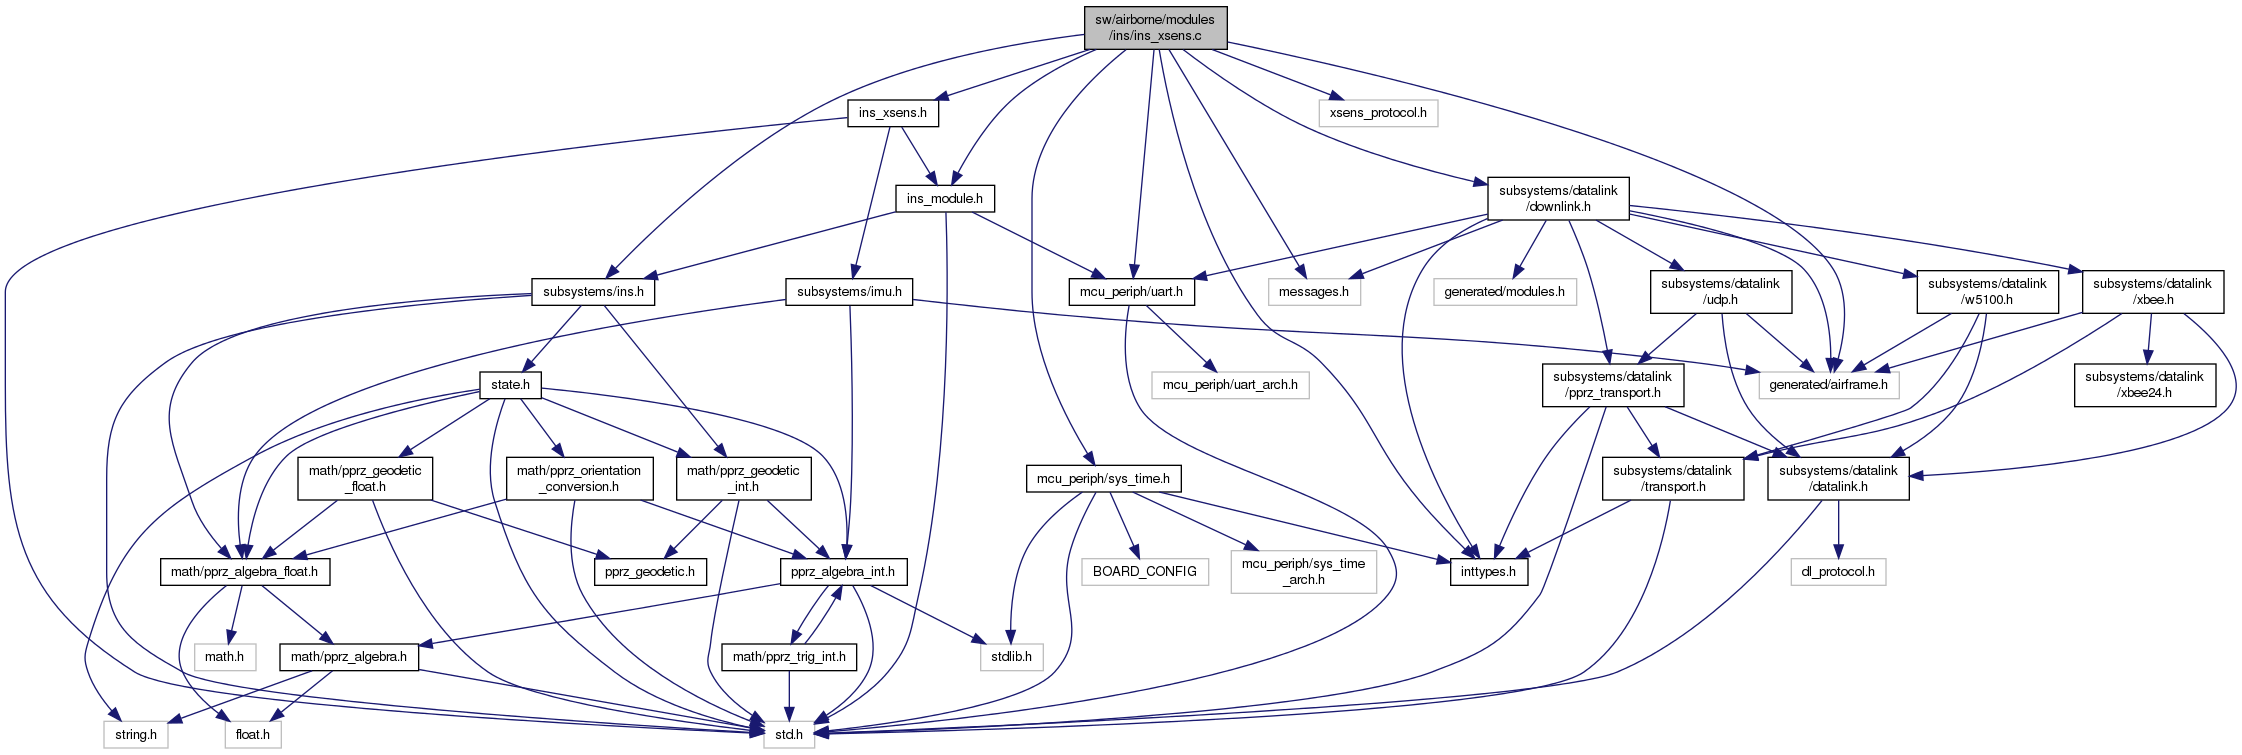 sw/airborne/modules
/ins/ins_xsens.c
ins_xsens.h
xsens_protocol.h
ins_module.h
subsystems/datalink
/downlink.h
subsystems/ins.h
subsystems/imu.h
mcu_periph/uart.h
messages.h
generated/modules.h
subsystems/datalink
/udp.h
subsystems/datalink
/w5100.h
subsystems/datalink
/xbee.h
state.h
mcu_periph/uart_arch.h
subsystems/datalink
/pprz_transport.h
generated/airframe.h
subsystems/datalink
/xbee24.h
math/pprz_geodetic
_float.h
math/pprz_orientation
_conversion.h
math/pprz_geodetic
_int.h
mcu_periph/sys_time.h
subsystems/datalink
/transport.h
subsystems/datalink
/datalink.h
math/pprz_algebra_float.h
pprz_geodetic.h
pprz_algebra_int.h
BOARD_CONFIG
mcu_periph/sys_time
_arch.h
inttypes.h
dl_protocol.h
math.h
math/pprz_algebra.h
math/pprz_trig_int.h
stdlib.h
string.h
float.h
std.h